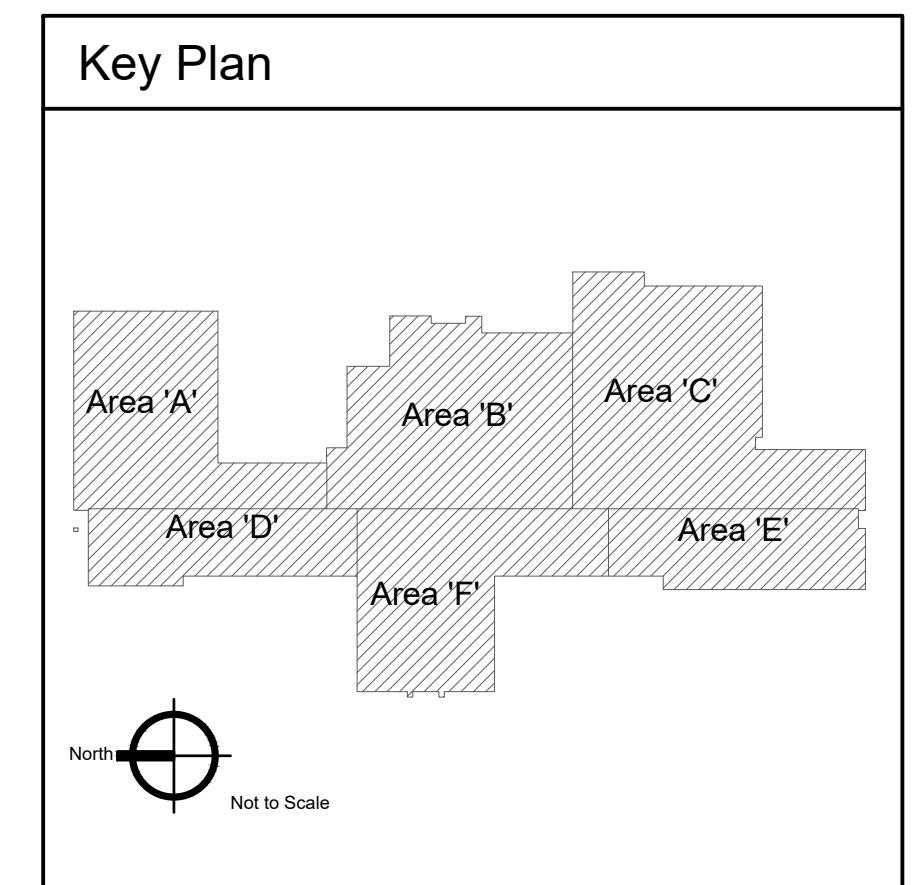 Key Plan
Area 'A'
Area 'B'
Area 'C'
Area 'D'
Area 'E'
Area 'F'
North
Not to Scale